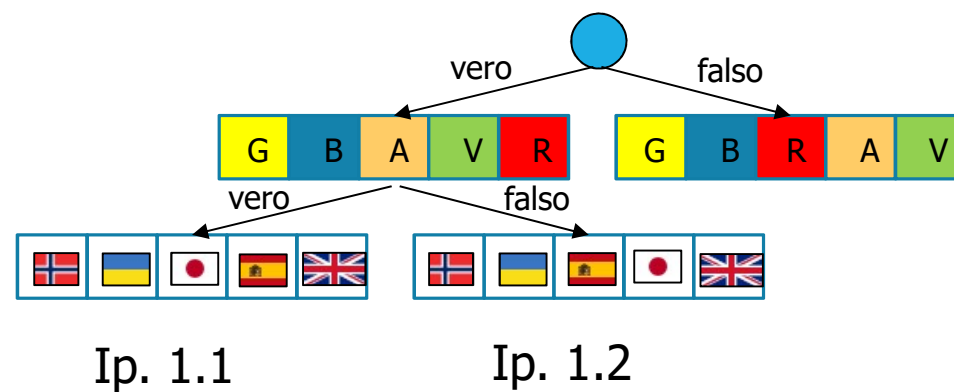 vero falso
G B A V R G B R A V
vero falso
Ip. 1.1 Ip. 1.2